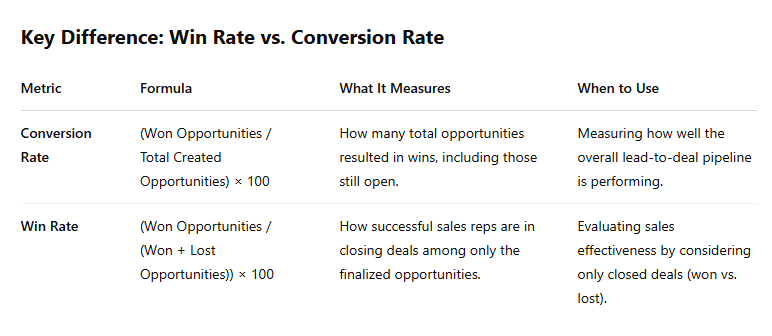 Key Difference: Win Rate vs. Conversion Rate
Metric Formula What It Measures When to Use
Conversion (Won Opportunities / How many total opportunities Measuring how well the
Rate Total Created resulted in wins, including those overall lead-to-deal pipeline
Opportunities) × 100 still open. is performing.
Win Rate (Won Opportunities / How successful sales reps are in Evaluating sales
(Won + Lost closing deals among only the effectiveness by considering
Opportunities)) × 100 finalized opportunities. only closed deals (won vs.
lost).